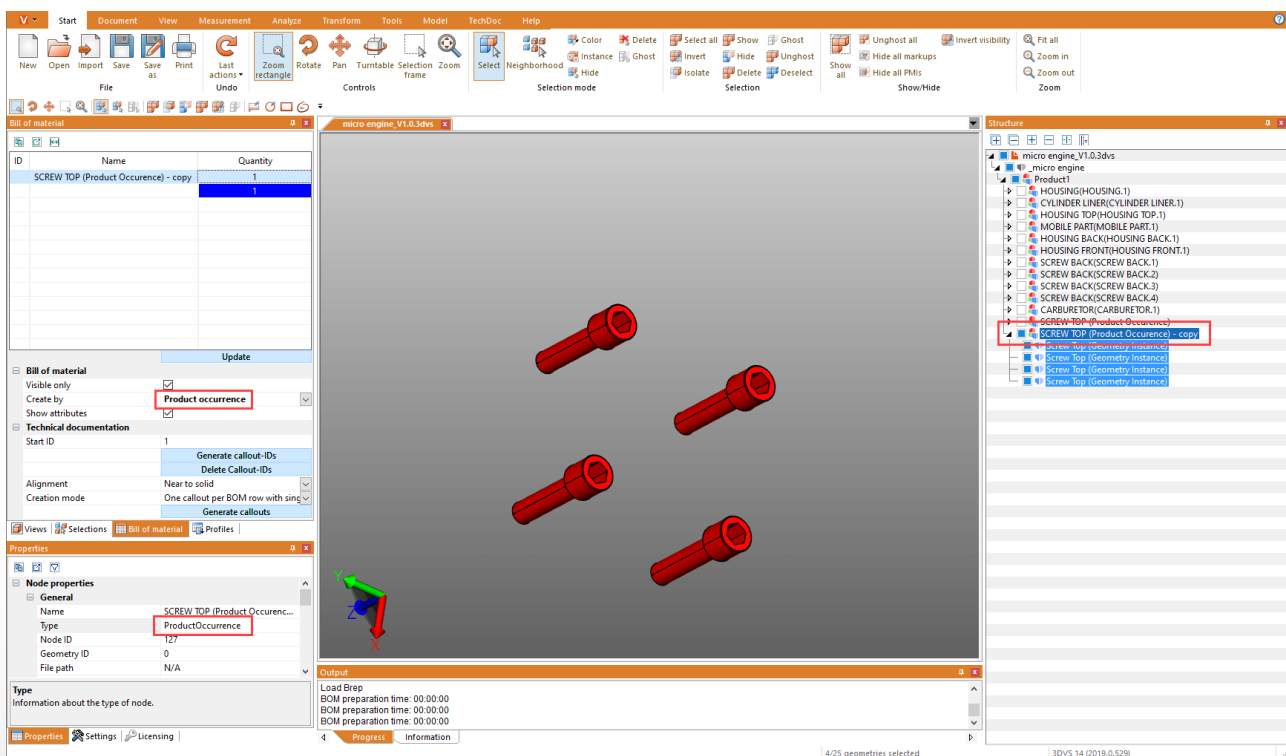 V Start Document View Measurement Analyze Transform Tools Model TechDoc Help
New Open Import Save Save as Print
File
Last actions
Undo
Zoom rectangle Rotate Pan Turntable Selection frame Zoom
Controls
Select Neighborhood Color Delete
Instance Ghost
Hide
Selection mode
Select all Show Ghost
Invert Hide Unghost
Isolate Delete Deselect
Selection
Show all
Unghost all Invert visibility
Hide all markups
Hide all PMIs
Show/Hide
Fit all
Zoom in
Zoom out
Zoom
Bill of material
ID Name Quantity
SCREW TOP (Product Occurence) - copy 1
1
Update
Bill of material
Visible only
Create by Product occurrence
Show attributes
Technical documentation
Start ID 1
Generate callout-IDs
Delete Callout-IDs
Alignment Near to solid
Creation mode One callout per BOM row with sing
Generate callouts
Views Selections Bill of material Profiles
Properties
Node properties
General
Name SCREW TOP (Product Occurenc...
Type ProductOccurrence
Node ID 127
Geometry ID 0
File path N/A
Type
Information about the type of node.
Properties Settings Licensing
micro engine_V1.0.3dvs
Y
Z
X
Output
Load Brep
BOM preparation time: 00:00:00
BOM preparation time: 00:00:00
BOM preparation time: 00:00:00
Progress Information
Structure
micro engine_V1.0.3dvs
_micro engine
Product1
HOUSING(HOUSING.1)
CYLINDER LINER(CYLINDER LINER.1)
HOUSING TOP(HOUSING TOP.1)
MOBILE PART(MOBILE PART.1)
HOUSING BACK(HOUSING BACK.1)
HOUSING FRONT(HOUSING FRONT.1)
SCREW BACK(SCREW BACK.1)
SCREW BACK(SCREW BACK.2)
SCREW BACK(SCREW BACK.3)
SCREW BACK(SCREW BACK.4)
CARBURETOR(CARBURETOR.1)
SCREW TOP (Product Occurence)
SCREW TOP (Product Occurence) - copy
Screw Top (Geometry Instance)
Screw Top (Geometry Instance)
Screw Top (Geometry Instance)
Screw Top (Geometry Instance)
4/25 geometries selected
3DVS 14 (2019.0.529)